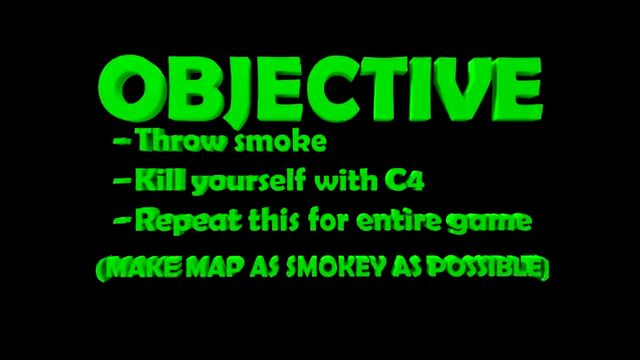 OBJECTIVE
- Throw smoke
- Kill yourself with C4
- Repeat this for entire game
(MAKE MAP AS SMOKEY AS POSSIBLE)